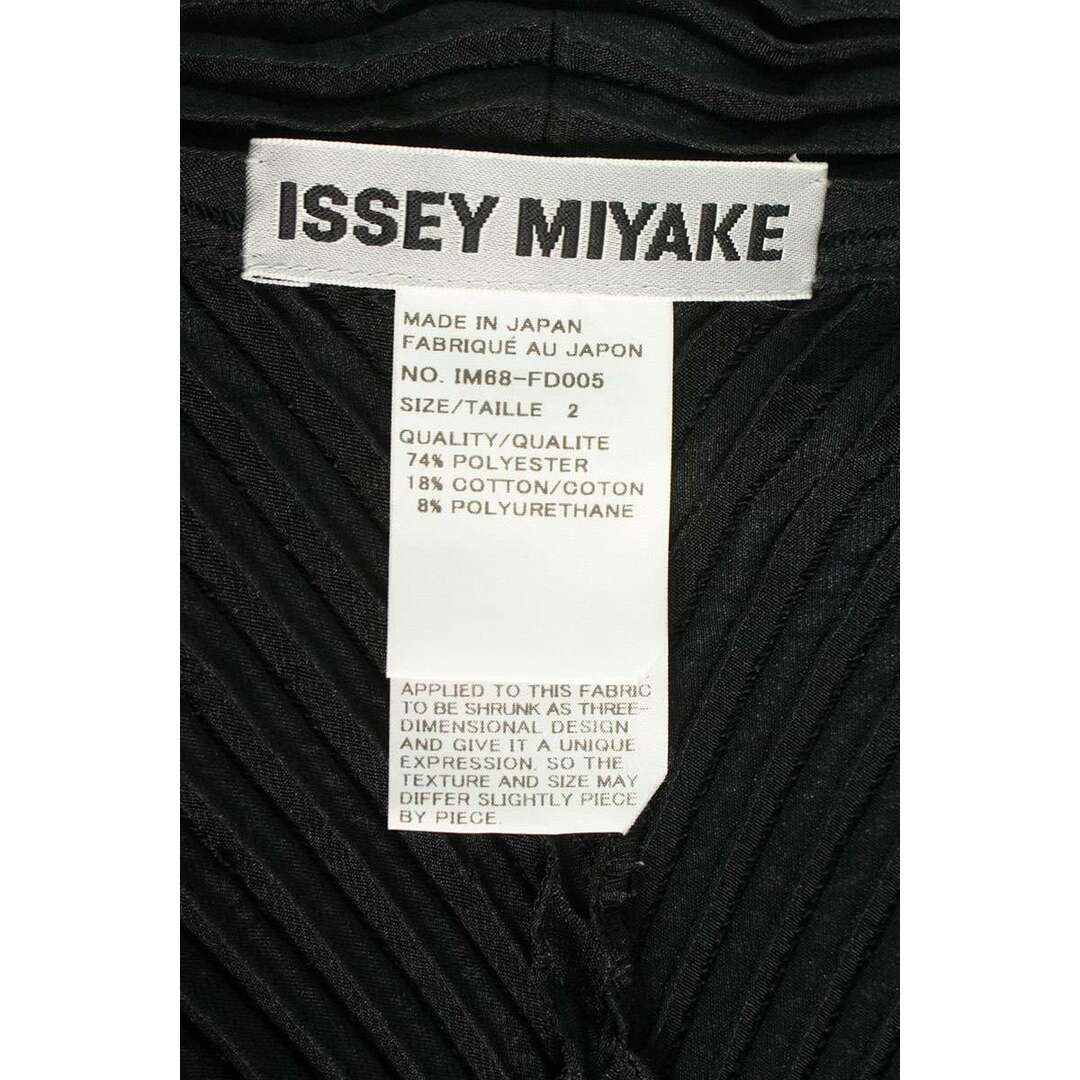 ISSEY MIYAKE
MADE IN JAPAN
FABRIQUÉ AU JAPON
NO. IM68-FD005
SIZE/TAILLE 2
QUALITY/QUALITE
74% POLYESTER
18% COTTON/COTON
8% POLYURETHANE
APPLIED TO THIS FABRIC
TO BE SHRUNK AS THREE-
DIMENSIONAL DESIGN
AND GIVE IT A UNIQUE
EXPRESSION, SO THE
TEXTURE AND SIZE MAY
DIFFER SLIGHTLY PIECE
BY PIECE.